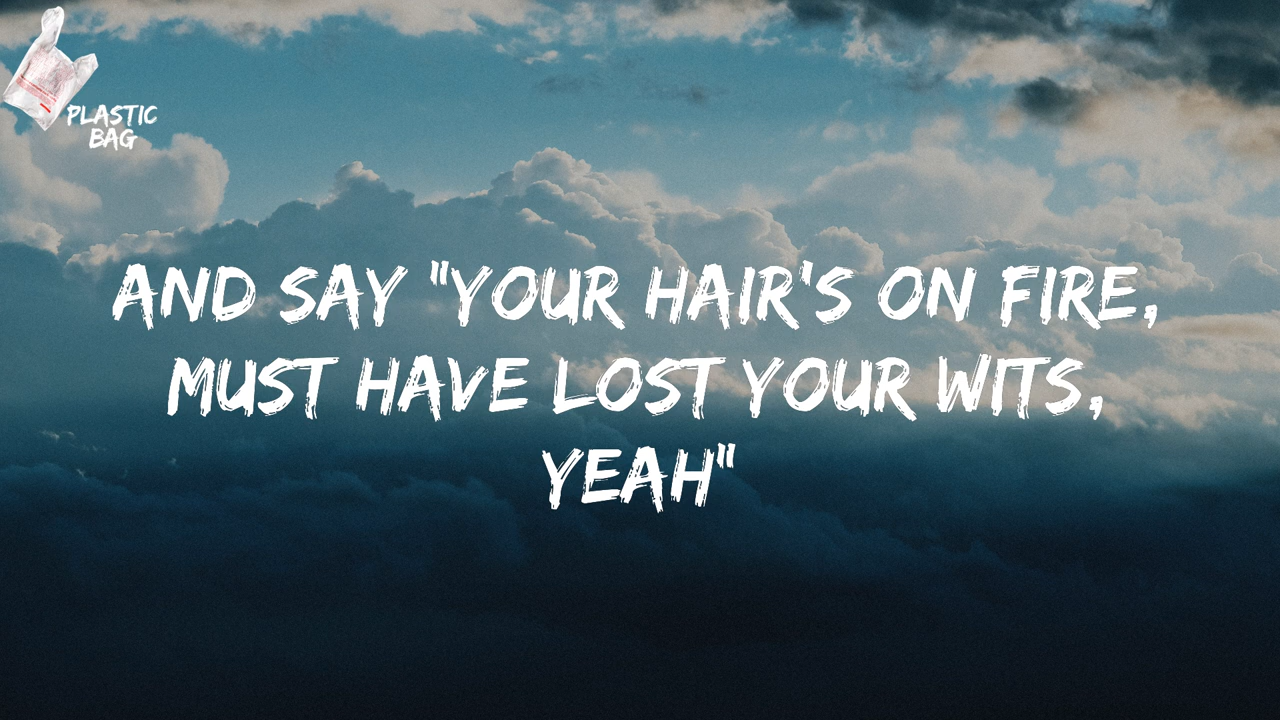 PLASTIC
BAG
AND SAY "YOUR HAIR'S ON FIRE,
MUST HAVE LOST YOUR WITS,
YEAH"